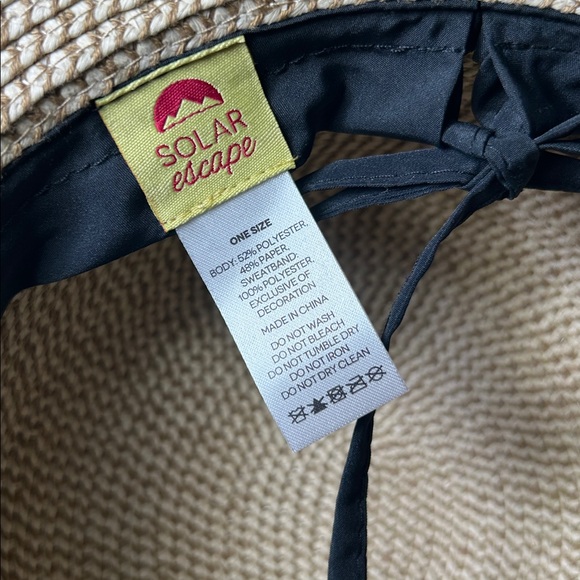 SOLAR
escape
ONE SIZE
BODY: 52% POLYESTER,
48% PAPER,
SWEATBAND:
100% POLYESTER,
EXCLUSIVE OF
DECORATION
MADE IN CHINA
DO NOT WASH
DO NOT BLEACH
DO NOT TUMBLE DRY
DO NOT IRON
DO NOT DRY CLEAN